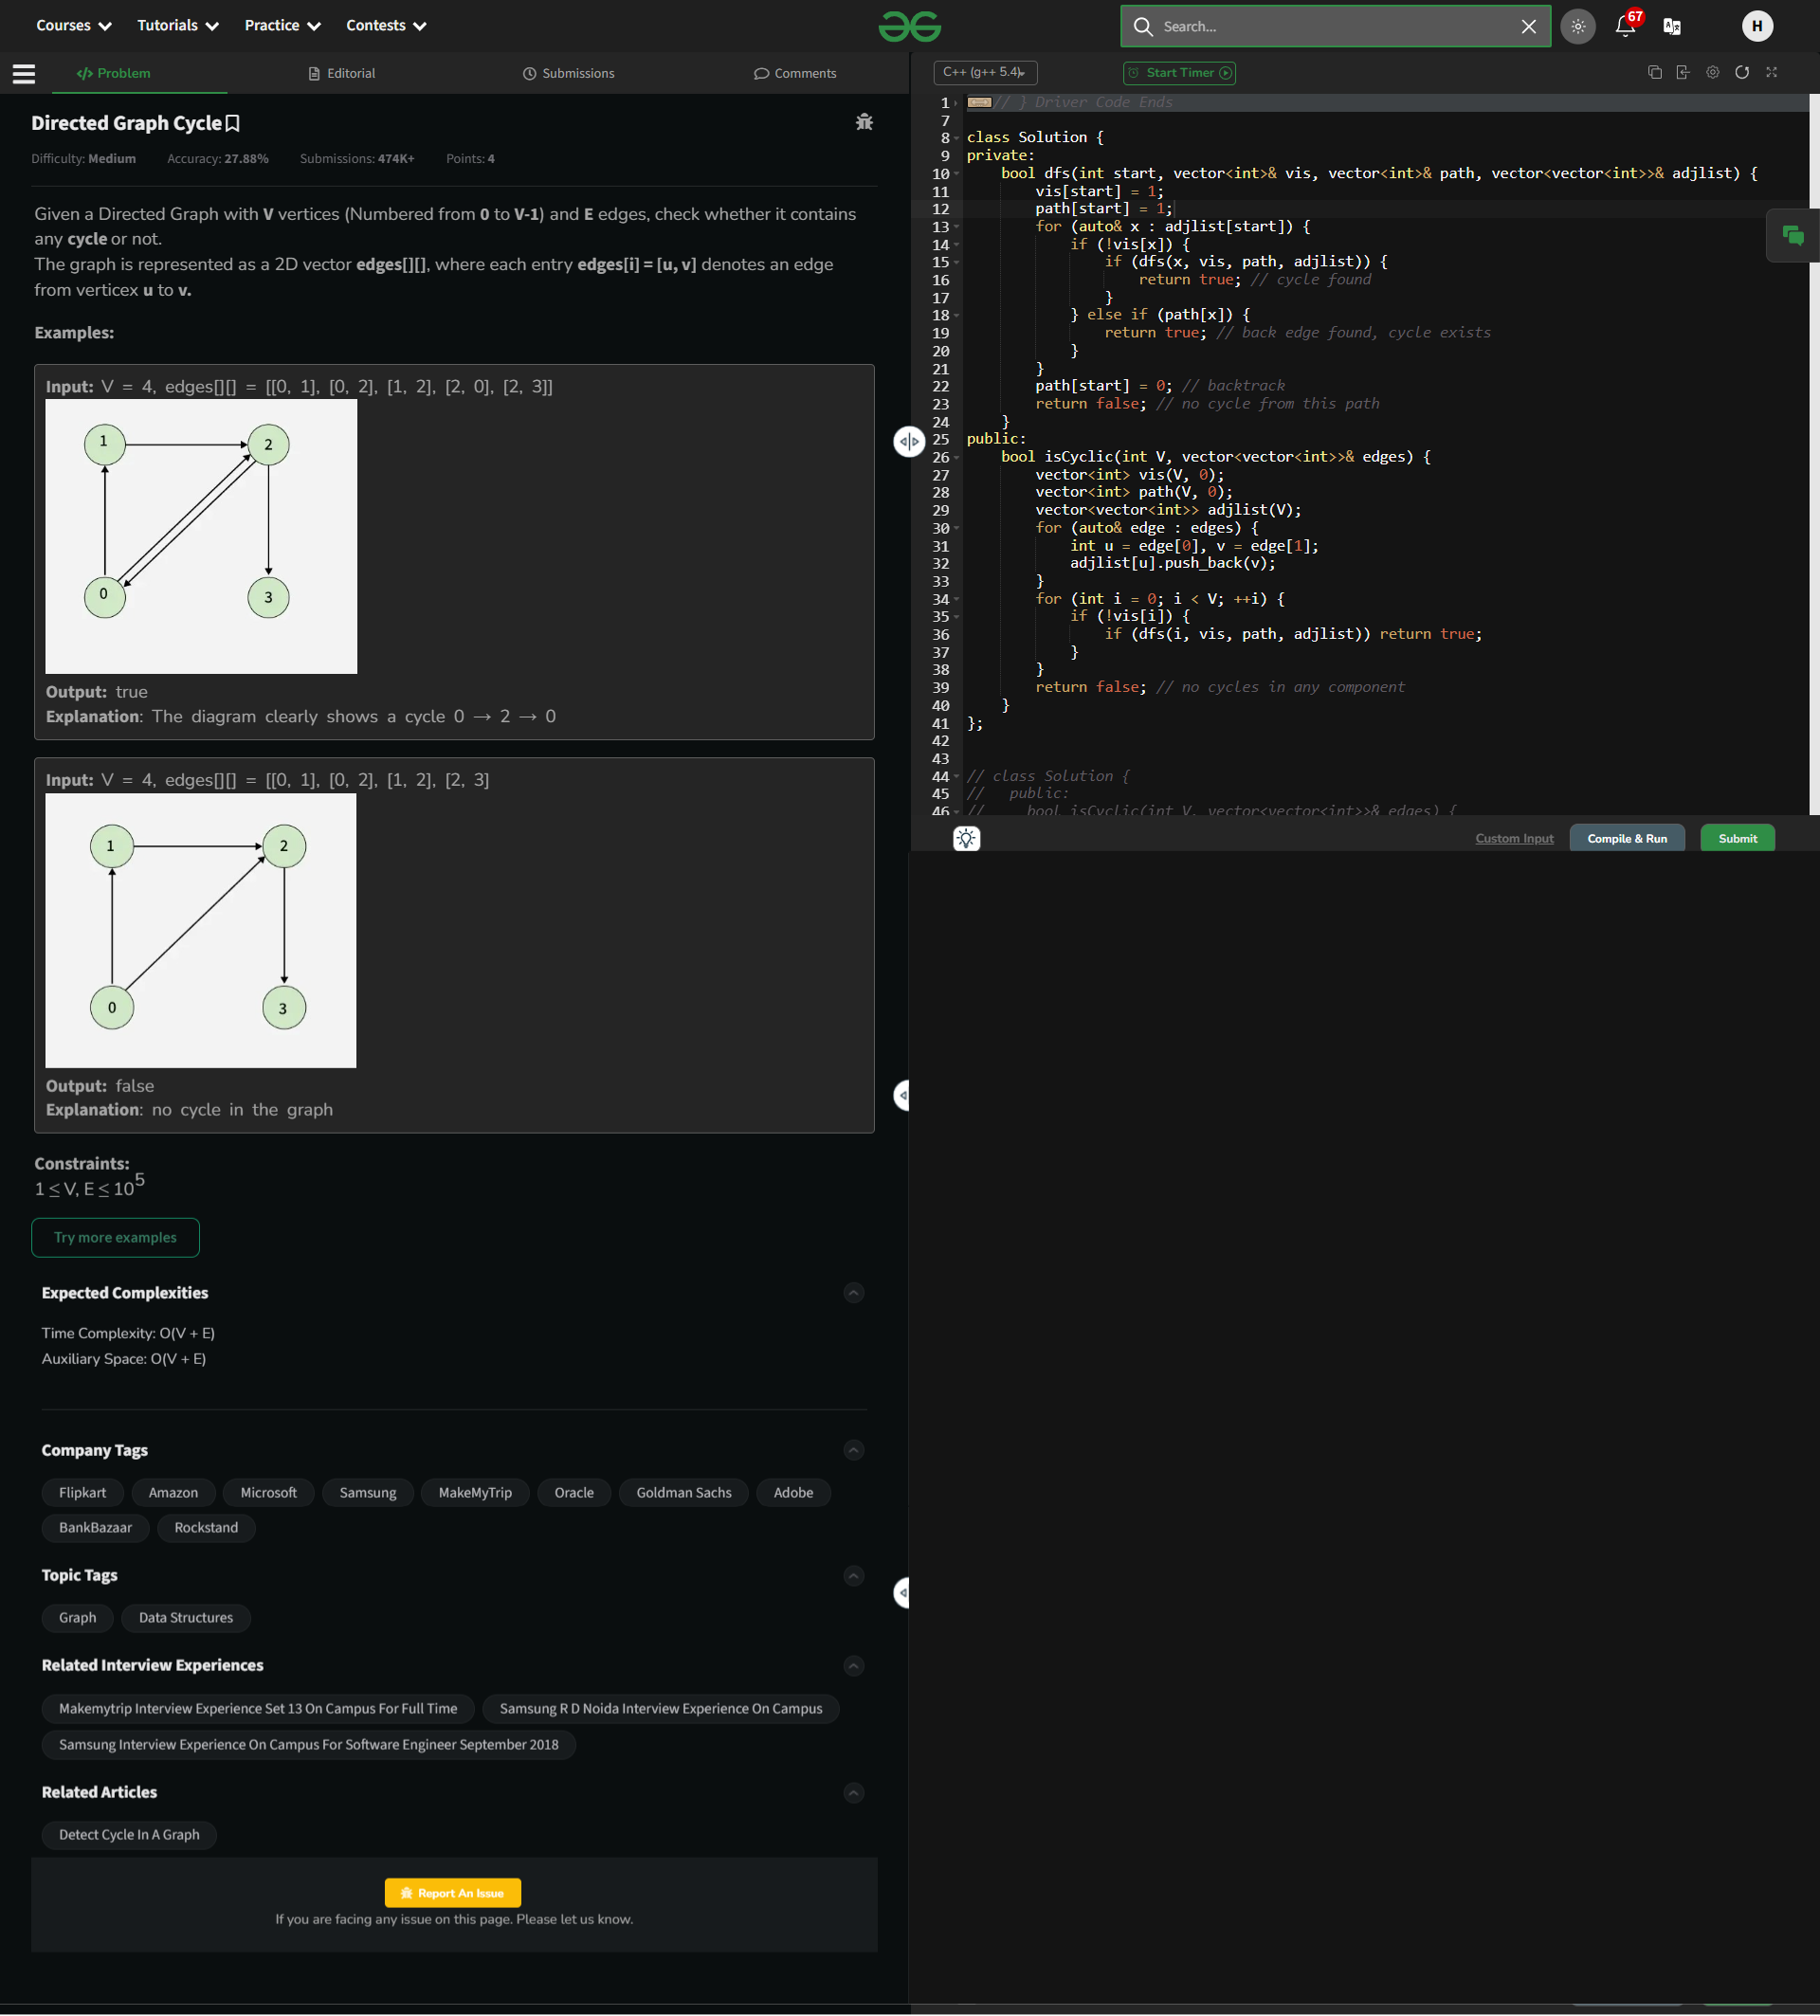 Courses Tutorials Practice Contests
Search...
67
H
Problem Editorial Submissions Comments
Directed Graph Cycle
Difficulty: Medium Accuracy: 27.88% Submissions: 474K+ Points: 4
Given a Directed Graph with V vertices (Numbered from 0 to V-1) and E edges, check whether it contains
any cycle or not.
The graph is represented as a 2D vector edges[][], where each entry edges[i] = [u, v] denotes an edge
from verticex u to v.
Examples:
Input: V = 4, edges[][] = [[0, 1], [0, 2], [1, 2], [2, 0], [2, 3]]
1 2
0 3
Output: true
Explanation: The diagram clearly shows a cycle 0 → 2 → 0
Input: V = 4, edges[][] = [[0, 1], [0, 2], [1, 2], [2, 3]
1 2
0 3
Output: false
Explanation: no cycle in the graph
Constraints:
1 ≤ V, E ≤ 10^5
Try more examples
Expected Complexities
Time Complexity: O(V + E)
Auxiliary Space: O(V + E)
Company Tags
Flipkart Amazon Microsoft Samsung MakeMyTrip Oracle Goldman Sachs Adobe
BankBazaar Rockstand
Topic Tags
Graph Data Structures
Related Interview Experiences
Makemytrip Interview Experience Set 13 On Campus For Full Time Samsung R D Noida Interview Experience On Campus
Samsung Interview Experience On Campus For Software Engineer September 2018
Related Articles
Detect Cycle In A Graph
Report An Issue
If you are facing any issue on this page. Please let us know.
C++ (g++ 5.4) Start Timer
1 // } Driver Code Ends
7
8 class Solution {
9 private:
10 bool dfs(int start, vector<int>& vis, vector<int>& path, vector<vector<int>>& adjlist) {
11 vis[start] = 1;
12 path[start] = 1;
13 for (auto& x : adjlist[start]) {
14 if (!vis[x]) {
15 if (dfs(x, vis, path, adjlist)) {
16 return true; // cycle found
17 }
18 } else if (path[x]) {
19 return true; // back edge found, cycle exists
20 }
21 }
22 path[start] = 0; // backtrack
23 return false; // no cycle from this path
24 }
25 public:
26 bool isCyclic(int V, vector<vector<int>>& edges) {
27 vector<int> vis(V, 0);
28 vector<int> path(V, 0);
29 vector<vector<int>> adjlist(V);
30 for (auto& edge : edges) {
31 int u = edge[0], v = edge[1];
32 adjlist[u].push_back(v);
33 }
34 for (int i = 0; i < V; ++i) {
35 if (!vis[i]) {
36 if (dfs(i, vis, path, adjlist)) return true;
37 }
38 }
39 return false; // no cycles in any component
40 }
41 };
42
43
44 // class Solution {
45 // public:
46 // bool isCyclic(int V, vector<vector<int>>& edges) {
Custom Input Compile & Run Submit